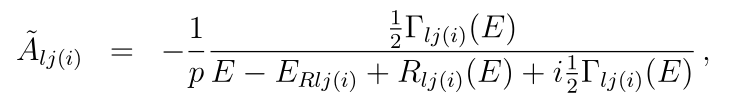 $$\tilde{A}_{lj(i)} = -\frac{1}{p} \frac{\frac{1}{2}\Gamma_{lj(i)}(E)}{E - E_{Rlj(i)} + R_{lj(i)}(E) + i\frac{1}{2}\Gamma_{lj(i)}(E)},$$